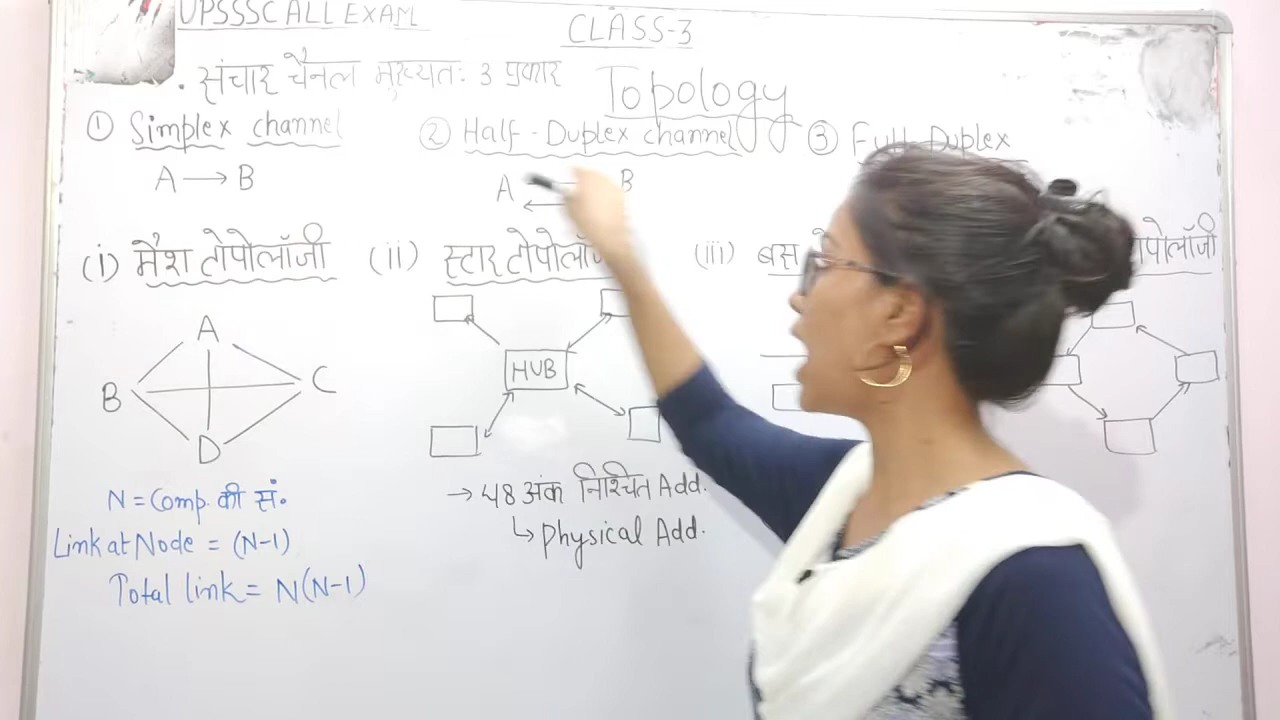 UPSSSC ALL EXAM
CLASS-3
. संचार चैनल मुख्यतः 3 प्रकार
Topology
① Simplex channel
② Half-Duplex channel
③ Full-Duplex
A → B
A B
(i) मैश टोपोलॉजी
(ii) स्टार टोपोलॉजी
(iii) बस
A
B
C
D
HUB
N = Comp. की सं.
Link at Node = (N-1)
Total link = N(N-1)
→ 48 अंक निश्चित Add.
↳ Physical Add.